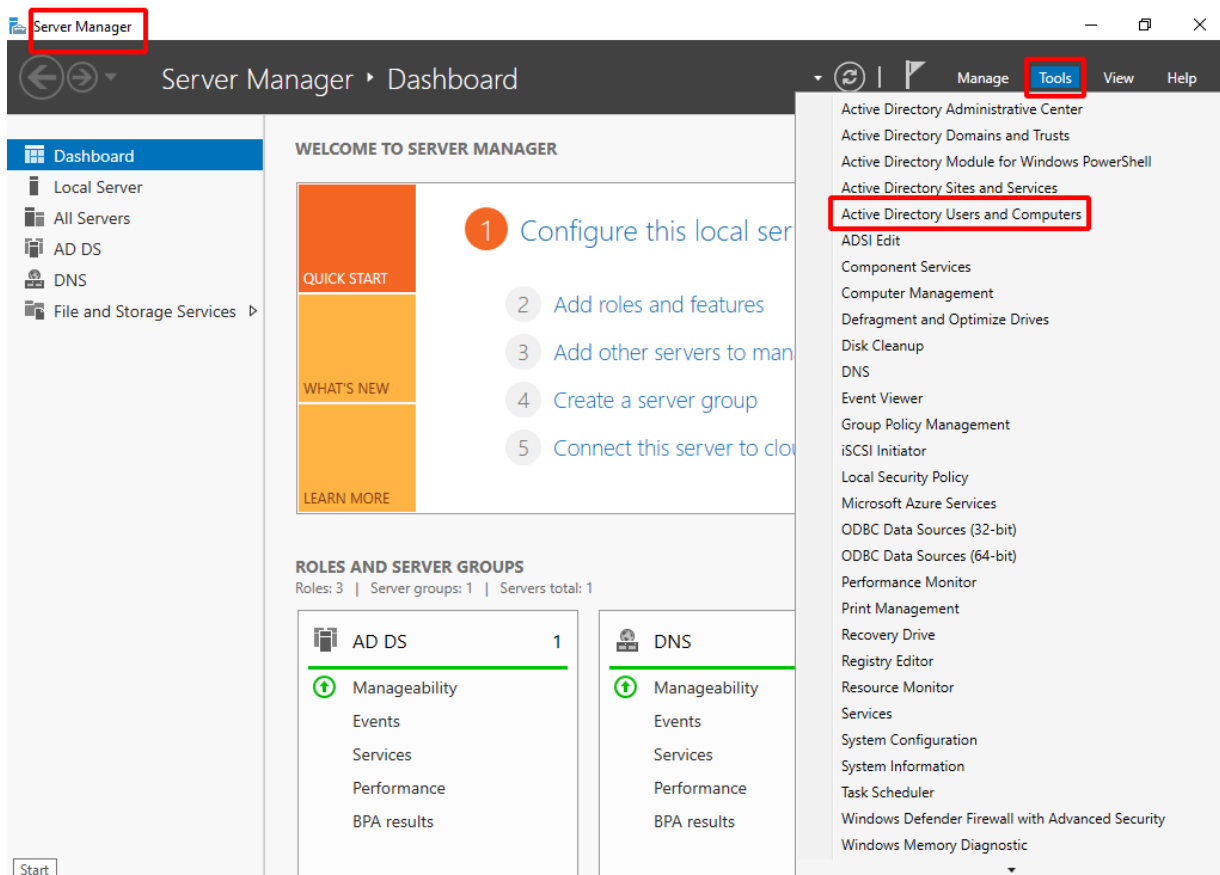 Server Manager
Server Manager ‣ Dashboard
Manage Tools View Help
Dashboard
Local Server
All Servers
AD DS
DNS
File and Storage Services
WELCOME TO SERVER MANAGER
QUICK START
WHAT'S NEW
LEARN MORE
1 Configure this local ser
2 Add roles and features
3 Add other servers to man
4 Create a server group
5 Connect this server to clou
ROLES AND SERVER GROUPS
Roles: 3 | Server groups: 1 | Servers total: 1
AD DS 1
Manageability
Events
Services
Performance
BPA results
DNS
Manageability
Events
Services
Performance
BPA results
Active Directory Administrative Center
Active Directory Domains and Trusts
Active Directory Module for Windows PowerShell
Active Directory Sites and Services
Active Directory Users and Computers
ADSI Edit
Component Services
Computer Management
Defragment and Optimize Drives
Disk Cleanup
DNS
Event Viewer
Group Policy Management
iSCSI Initiator
Local Security Policy
Microsoft Azure Services
ODBC Data Sources (32-bit)
ODBC Data Sources (64-bit)
Performance Monitor
Print Management
Recovery Drive
Registry Editor
Resource Monitor
Services
System Configuration
System Information
Task Scheduler
Windows Defender Firewall with Advanced Security
Windows Memory Diagnostic
Start